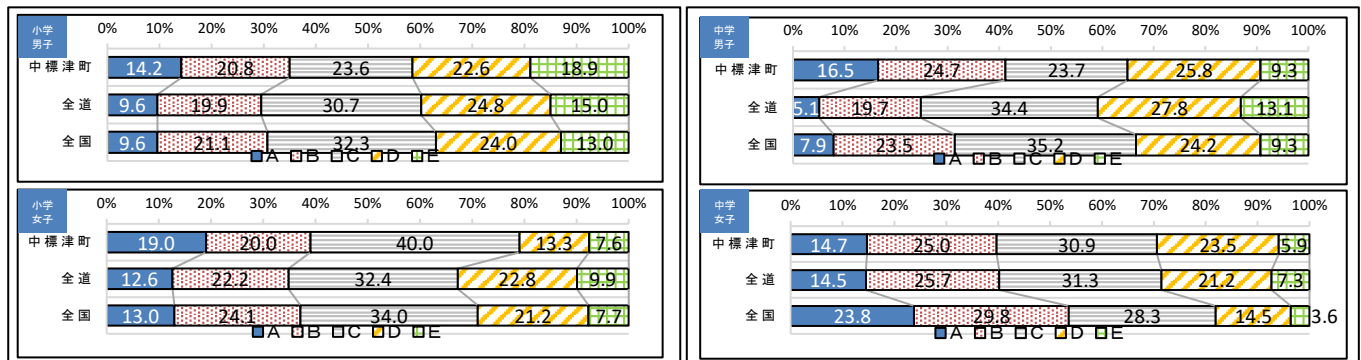 小学
男子
0% 10% 20% 30% 40% 50% 60% 70% 80% 90% 100%
中標津町 14.2 20.8 23.6 22.6 18.9
全道 9.6 19.9 30.7 24.8 15.0
全国 9.6 21.1 32.3 24.0 13.0
A B C D E
小学
女子
0% 10% 20% 30% 40% 50% 60% 70% 80% 90% 100%
中標津町 19.0 20.0 40.0 13.3 7.6
全道 12.6 22.2 32.4 22.8 9.9
全国 13.0 24.1 34.0 21.2 7.7
A B C D E
中学
男子
0% 10% 20% 30% 40% 50% 60% 70% 80% 90% 100%
中標津町 16.5 24.7 23.7 25.8 9.3
全道 5.1 19.7 34.4 27.8 13.1
全国 7.9 23.5 35.2 24.2 9.3
A B C D E
中学
女子
0% 10% 20% 30% 40% 50% 60% 70% 80% 90% 100%
中標津町 14.7 25.0 30.9 23.5 5.9
全道 14.5 25.7 31.3 21.2 7.3
全国 23.8 29.8 28.3 14.5 3.6
A B C D E